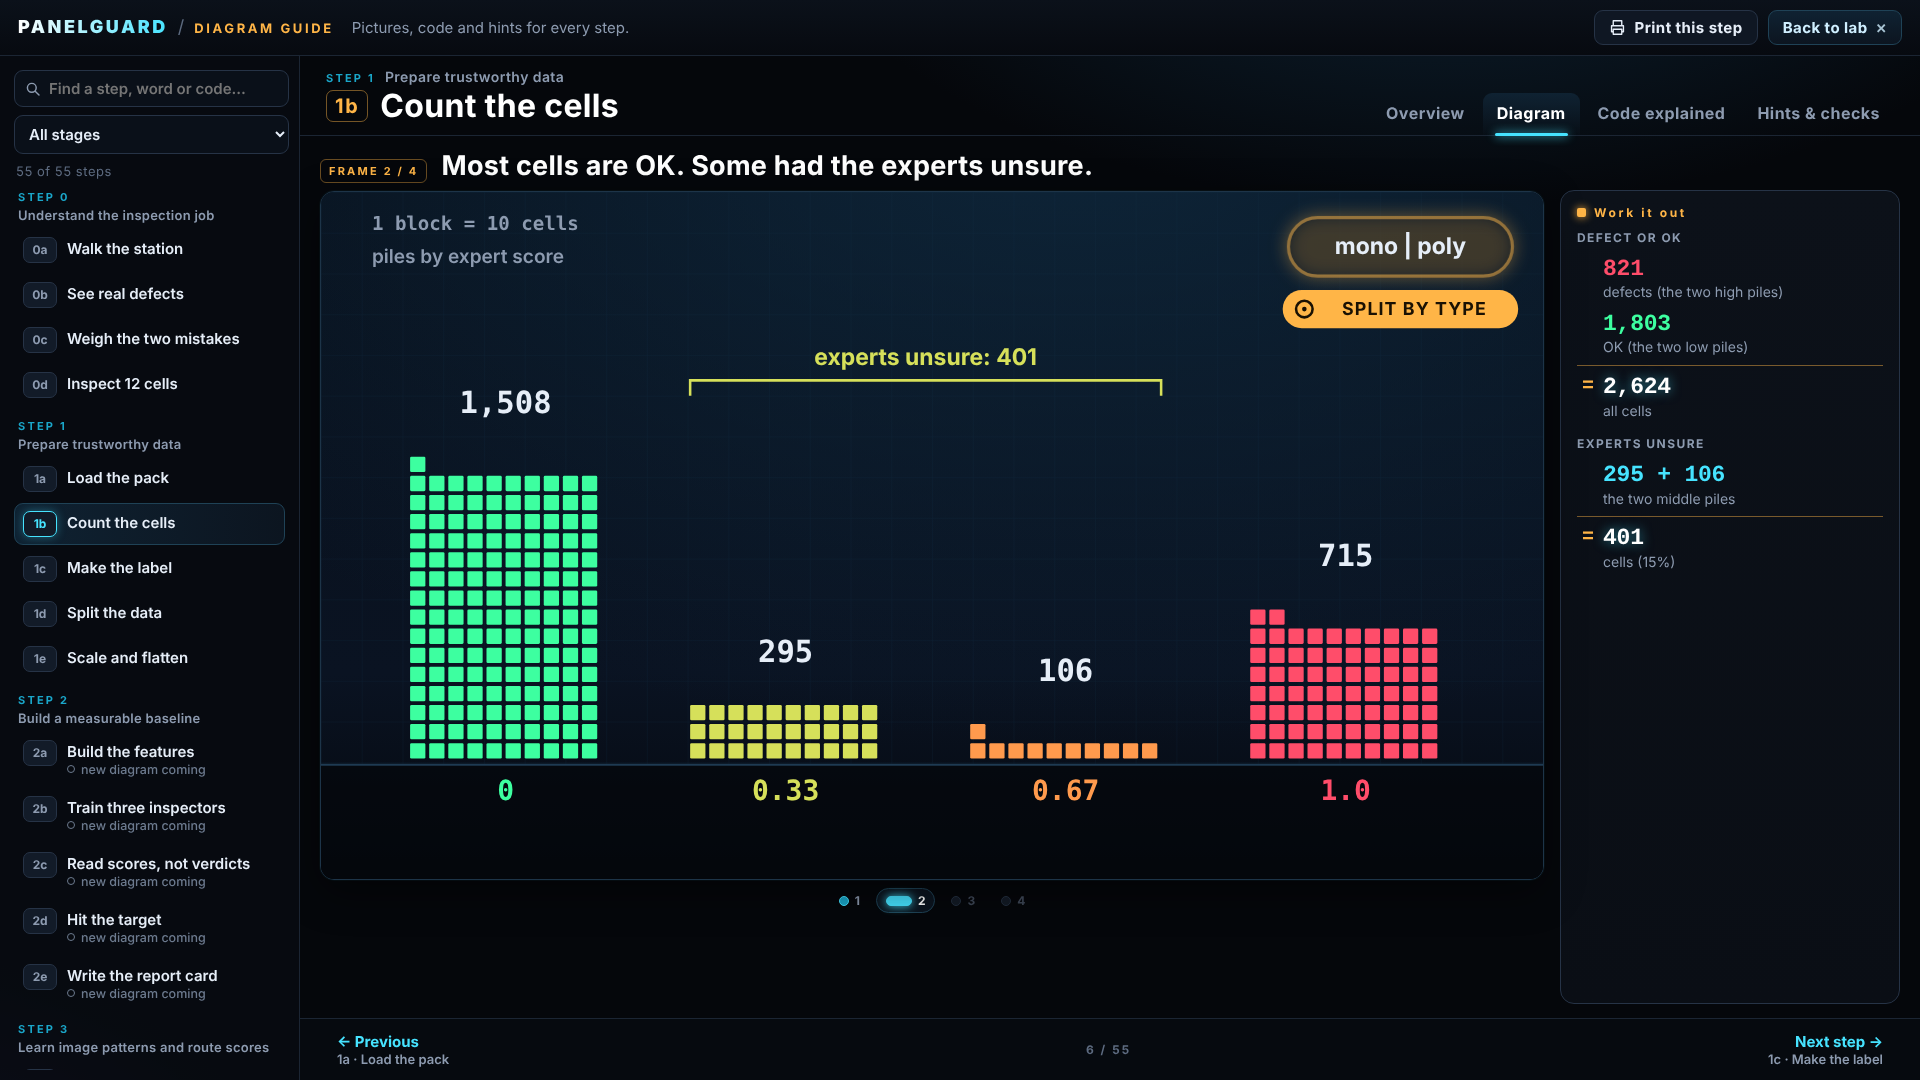 PANELGUARD / DIAGRAM GUIDE Pictures, code and hints for every step.
Print this step
Back to lab ×
Find a step, word or code...
All stages
55 of 55 steps
STEP 0
Understand the inspection job
0a Walk the station
0b See real defects
0c Weigh the two mistakes
0d Inspect 12 cells
STEP 1
Prepare trustworthy data
1a Load the pack
1b Count the cells
1c Make the label
1d Split the data
1e Scale and flatten
STEP 2
Build a measurable baseline
2a Build the features
new diagram coming
2b Train three inspectors
new diagram coming
2c Read scores, not verdicts
new diagram coming
2d Hit the target
new diagram coming
2e Write the report card
new diagram coming
STEP 3
Learn image patterns and route scores
STEP 1 Prepare trustworthy data
1b Count the cells
Overview
Diagram
Code explained
Hints & checks
FRAME 2 / 4 Most cells are OK. Some had the experts unsure.
1 block = 10 cells
piles by expert score
mono | poly
SPLIT BY TYPE
experts unsure: 401
1,508
295
106
715
0
0.33
0.67
1.0
1
2
3
4
Work it out
DEFECT OR OK
821
defects (the two high piles)
1,803
OK (the two low piles)
= 2,624
all cells
EXPERTS UNSURE
295 + 106
the two middle piles
= 401
cells (15%)
← Previous
1a · Load the pack
6 / 55
Next step →
1c · Make the label